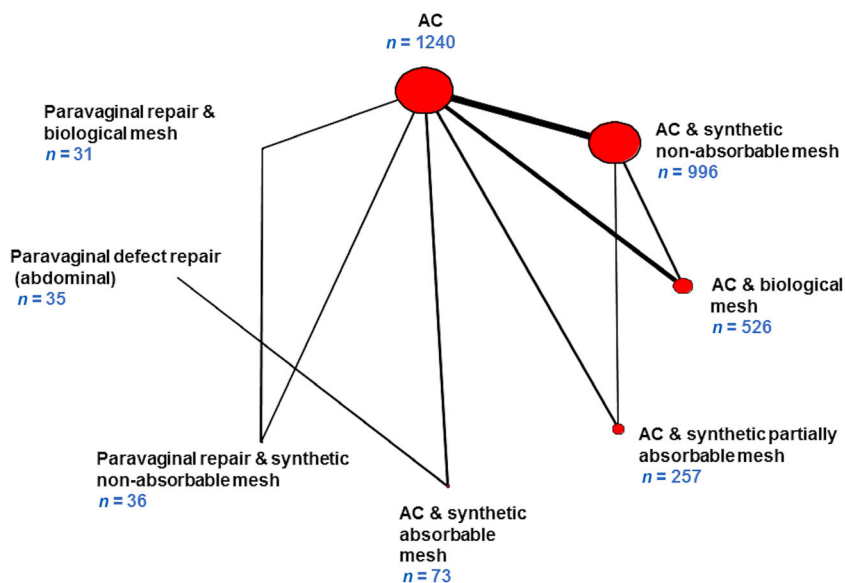 AC
n = 1240
Paravaginal repair &
biological mesh
n = 31
AC & synthetic
non-absorbable mesh
n = 996
Paravaginal defect repair
(abdominal)
n = 35
AC & biological
mesh
n = 526
Paravaginal repair & synthetic
non-absorbable mesh
n = 36
AC & synthetic partially
absorbable mesh
n = 257
AC & synthetic
absorbable
mesh
n = 73